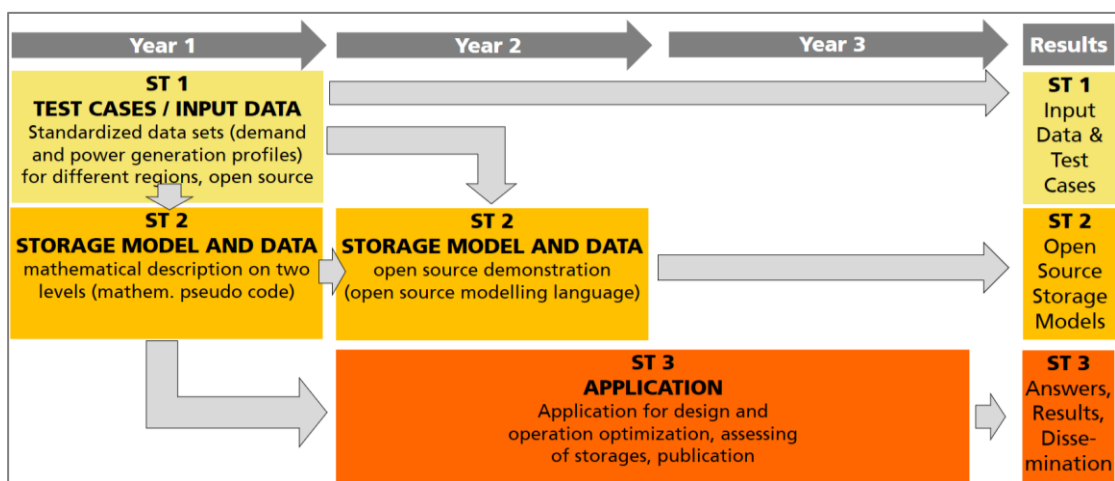 Year 1
Year 2
Year 3
Results
ST 1
TEST CASES / INPUT DATA
Standardized data sets (demand
and power generation profiles)
for different regions, open source
ST 1
Input
Data &
Test
Cases
ST 2
STORAGE MODEL AND DATA
mathematical description on two
levels (mathem. pseudo code)
ST 2
STORAGE MODEL AND DATA
open source demonstration
(open source modelling language)
ST 2
Open
Source
Storage
Models
ST 3
APPLICATION
Application for design and
operation optimization, assessing
of storages, publication
ST 3
Answers,
Results,
Disse-
mination